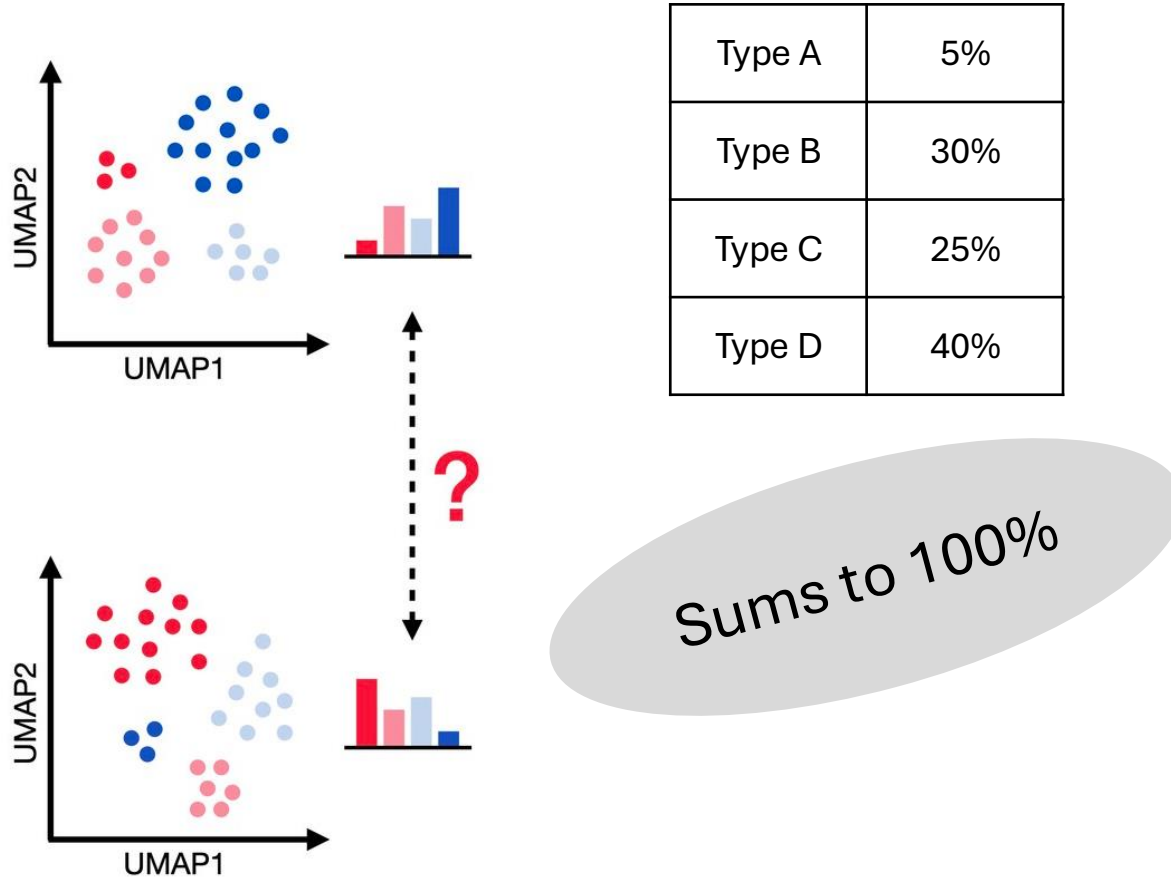 UMAP2
UMAP1
Type A 5%
Type B 30%
Type C 25%
Type D 40%
?
Sums to 100%
UMAP2
UMAP1